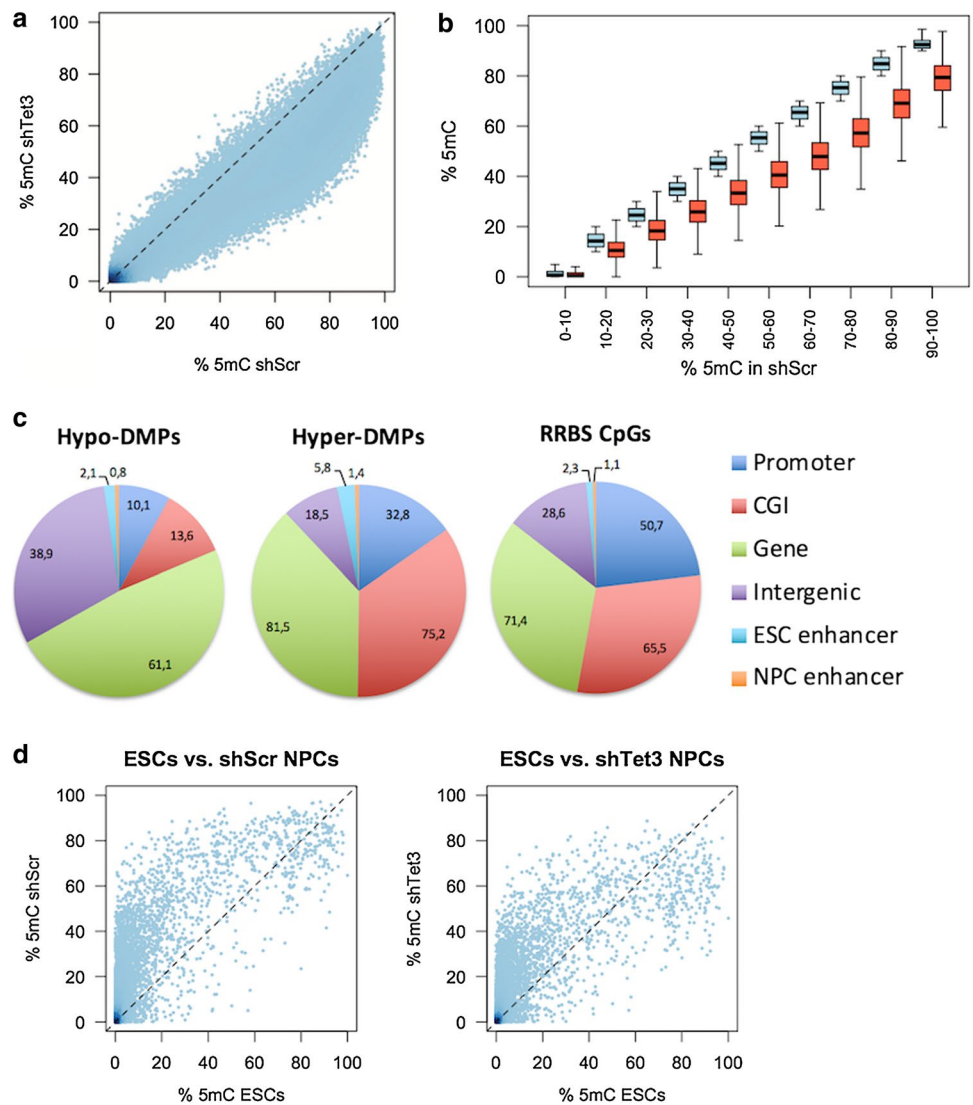 a
% 5mC shTet3
100
80
60
40
20
0
0 20 40 60 80 100
% 5mC shScr
b
% 5mC
100
80
60
40
20
0
0-10 10-20 20-30 30-40 40-50 50-60 60-70 70-80 80-90 90-100
% 5mC in shScr
c
Hypo-DMPs
2,1 0,8
10,1
13,6
38,9
61,1
Hyper-DMPs
5,8 1,4
18,5
32,8
81,5
75,2
RRBS CpGs
2,3 1,1
28,6
50,7
71,4
65,5
Promoter
CGI
Gene
Intergenic
ESC enhancer
NPC enhancer
d
ESCs vs. shScr NPCs
% 5mC shScr
100
80
60
40
20
0
0 20 40 60 80 100
% 5mC ESCs
ESCs vs. shTet3 NPCs
% 5mC shTet3
100
80
60
40
20
0
0 20 40 60 80 100
% 5mC ESCs